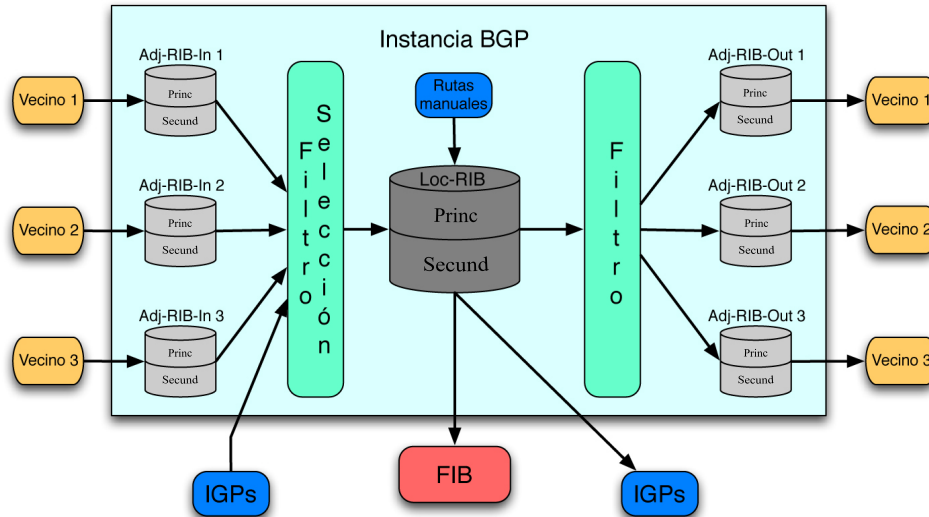 Instancia BGP
Adj-RIB-In 1
Adj-RIB-Out 1
Vecino 1
Princ
Secund
Filtro
Selección
Rutas
manuales
Filtro
Princ
Secund
Vecino 1
Adj-RIB-In 2
Loc-RIB
Adj-RIB-Out 2
Vecino 2
Princ
Secund
Princ
Secund
Princ
Secund
Vecino 2
Adj-RIB-In 3
Adj-RIB-Out 3
Vecino 3
Princ
Secund
Princ
Secund
Vecino 3
IGPs
FIB
IGPs